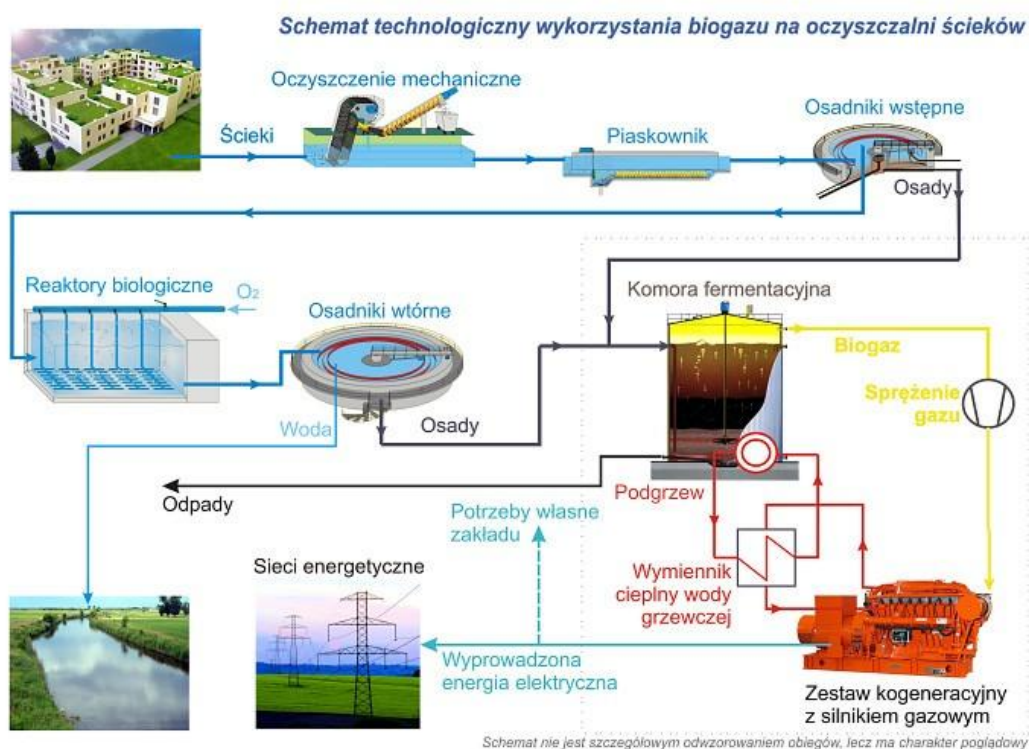 Schemat technologiczny wykorzystania biogazu na oczyszczalni ścieków
Oczyszczenie mechaniczne
Osadniki wstępne
Ścieki
Piaskownik
Osady
Reaktory biologiczne
O₂
Osadniki wtórne
Komora fermentacyjna
Biogaz
Sprężenie
gazu
Woda
Osady
Odpady
Podgrzew
Potrzeby własne
zakładu
Sieci energetyczne
Wymiennik
cieplny wody
grzewczej
Wyprowadzona
energia elektryczna
Zestaw kogeneracyjny
z silnikiem gazowym
Schemat nie jest szczegółowym odwzorowaniem obiegów, lecz ma charakter poglądowy